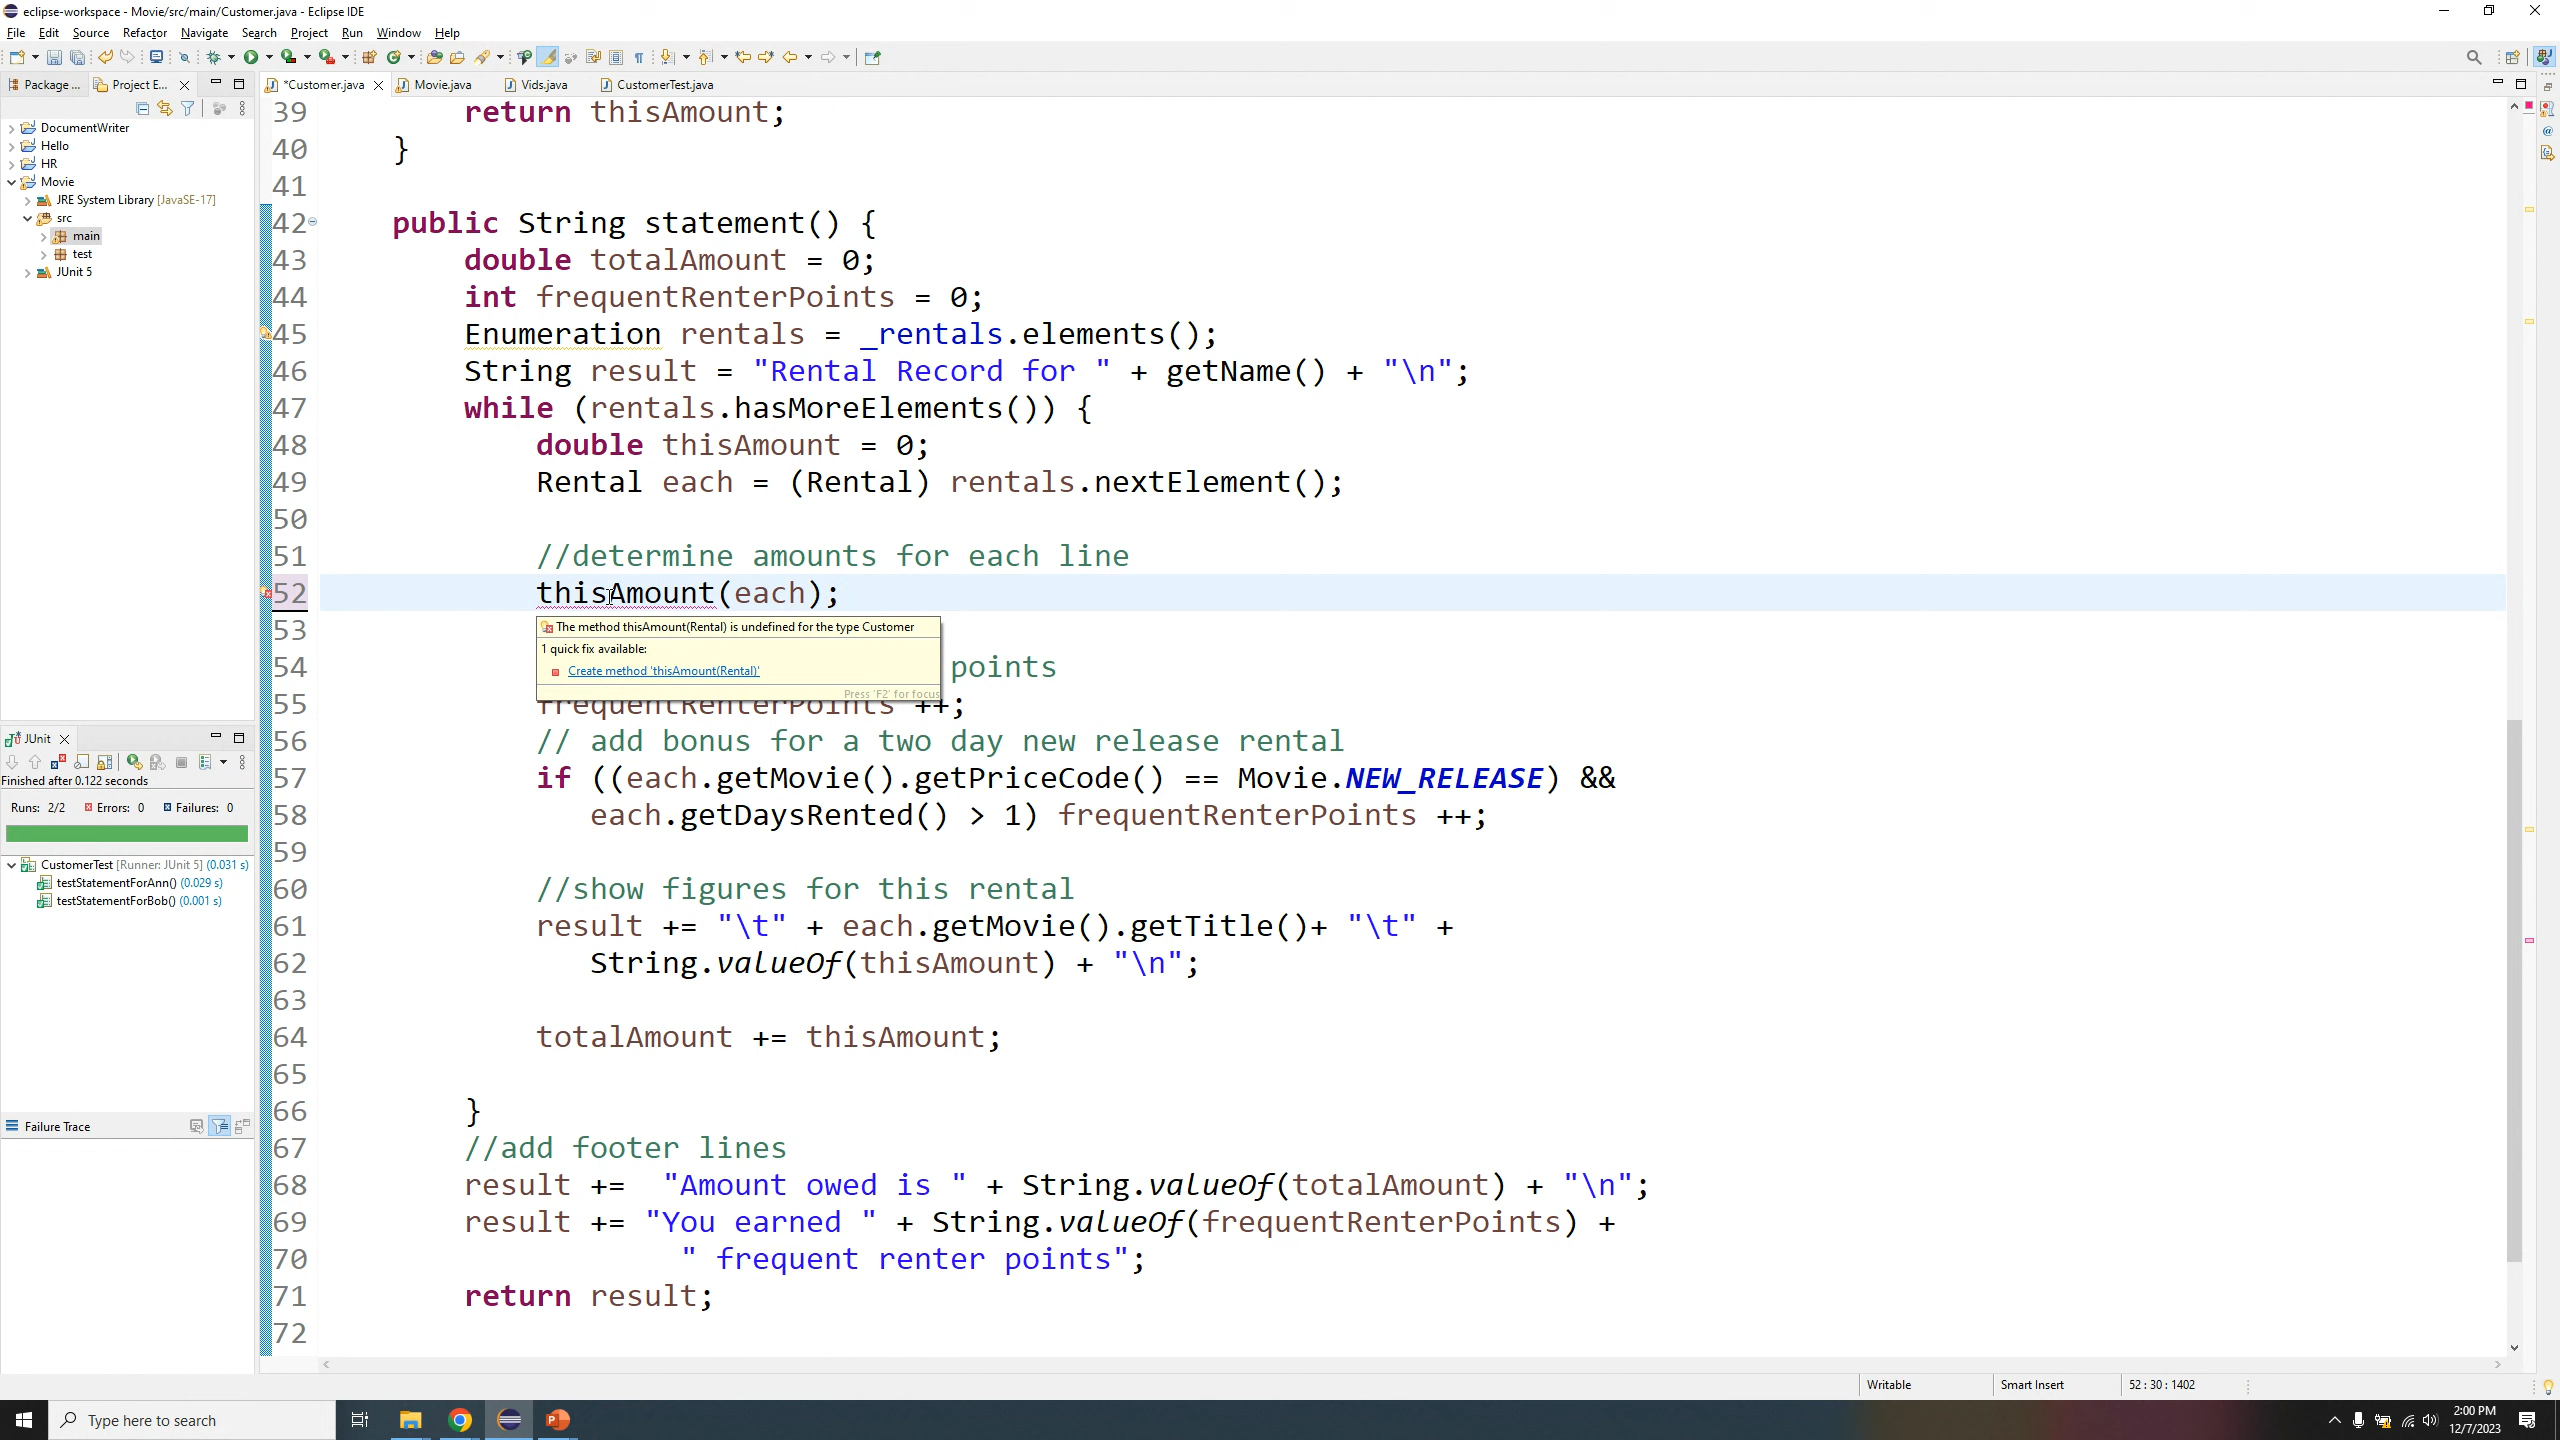 eclipse-workspace - Movie/src/main/Customer.java - Eclipse IDE
File Edit Source Refactor Navigate Search Project Run Window Help
Package ... Project E... *Customer.java Movie.java Vids.java CustomerTest.java
DocumentWriter
Hello
HR
Movie
JRE System Library [JavaSE-17]
src
main
test
JUnit 5
39 return thisAmount;
40 }
41
42 public String statement() {
43 double totalAmount = 0;
44 int frequentRenterPoints = 0;
45 Enumeration rentals = _rentals.elements();
46 String result = "Rental Record for " + getName() + "\n";
47 while (rentals.hasMoreElements()) {
48 double thisAmount = 0;
49 Rental each = (Rental) rentals.nextElement();
50
51 //determine amounts for each line
52 thisAmount(each);
53
The method thisAmount(Rental) is undefined for the type Customer
1 quick fix available:
Create method 'thisAmount(Rental)'
Press 'F2' for focus
54 points
55 frequentRenterPoints ++;
56 // add bonus for a two day new release rental
57 if ((each.getMovie().getPriceCode() == Movie.NEW_RELEASE) &&
58 each.getDaysRented() > 1) frequentRenterPoints ++;
59
60 //show figures for this rental
61 result += "\t" + each.getMovie().getTitle()+ "\t" +
62 String.valueOf(thisAmount) + "\n";
63
64 totalAmount += thisAmount;
65
66 }
67 //add footer lines
68 result +=  "Amount owed is " + String.valueOf(totalAmount) + "\n";
69 result += "You earned " + String.valueOf(frequentRenterPoints) +
70 " frequent renter points";
71 return result;
72
JUnit
Finished after 0.122 seconds
Runs: 2/2 Errors: 0 Failures: 0
CustomerTest [Runner: JUnit 5] (0.031 s)
testStatementForAnn() (0.029 s)
testStatementForBob() (0.001 s)
Failure Trace
Writable Smart Insert 52 : 30 : 1402
Type here to search
2:00 PM
12/7/2023